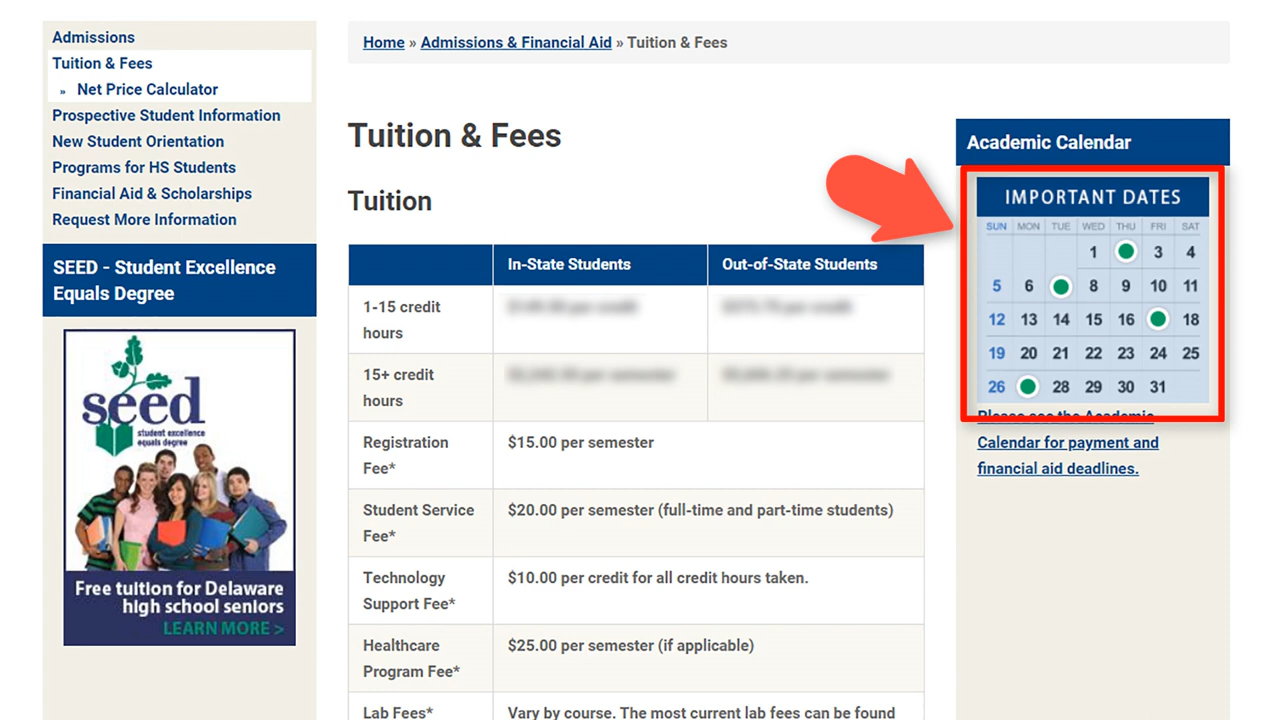 Admissions
Tuition & Fees
» Net Price Calculator
Prospective Student Information
New Student Orientation
Programs for HS Students
Financial Aid & Scholarships
Request More Information
SEED - Student Excellence
Equals Degree
seed
student excellence
equals degree
Free tuition for Delaware
high school seniors
LEARN MORE >
Home » Admissions & Financial Aid » Tuition & Fees
Tuition & Fees
Tuition
In-State Students Out-of-State Students
1-15 credit
hours
15+ credit
hours
Registration
Fee*
$15.00 per semester
Student Service
Fee*
$20.00 per semester (full-time and part-time students)
Technology
Support Fee*
$10.00 per credit for all credit hours taken.
Healthcare
Program Fee*
$25.00 per semester (if applicable)
Lab Fees*
Vary by course. The most current lab fees can be found
Academic Calendar
IMPORTANT DATES
SUN MON TUE WED THU FRI SAT
1 3 4
5 6 8 9 10 11
12 13 14 15 16 18
19 20 21 22 23 24 25
26 28 29 30 31
Please see the Academic
Calendar for payment and
financial aid deadlines.